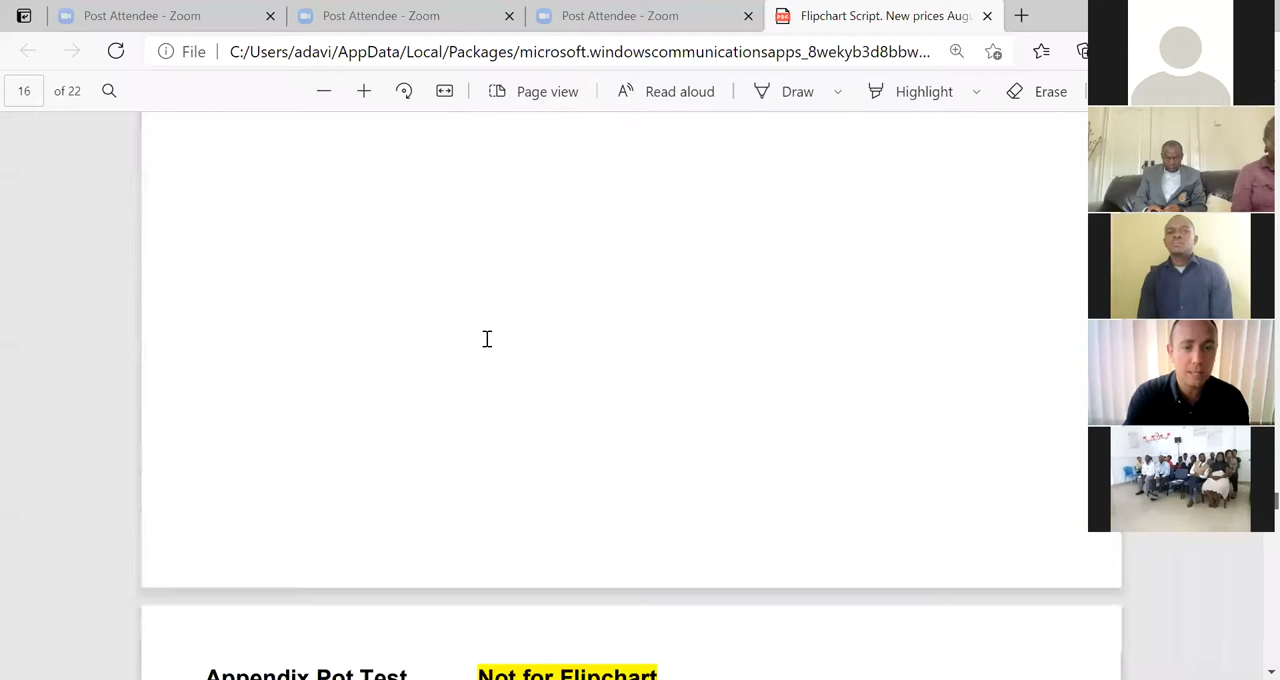 Post Attendee - Zoom
Post Attendee - Zoom
Post Attendee - Zoom
Flipchart Script. New prices Aug
File
C:/Users/adavi/AppData/Local/Packages/microsoft.windowscommunicationsapps_8wekyb3d8bbw...
16 of 22
Page view
Read aloud
Draw
Highlight
Erase
Appendix Pot Test Not for Flipchart